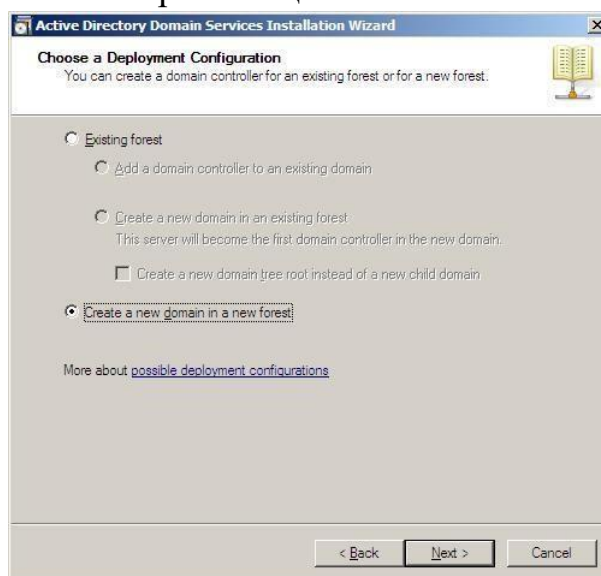 Active Directory Domain Services Installation Wizard
Choose a Deployment Configuration
You can create a domain controller for an existing forest or for a new forest.
Existing forest
Add a domain controller to an existing domain
Create a new domain in an existing forest
This server will become the first domain controller in the new domain.
Create a new domain tree root instead of a new child domain
Create a new domain in a new forest
More about possible deployment configurations
< Back
Next >
Cancel